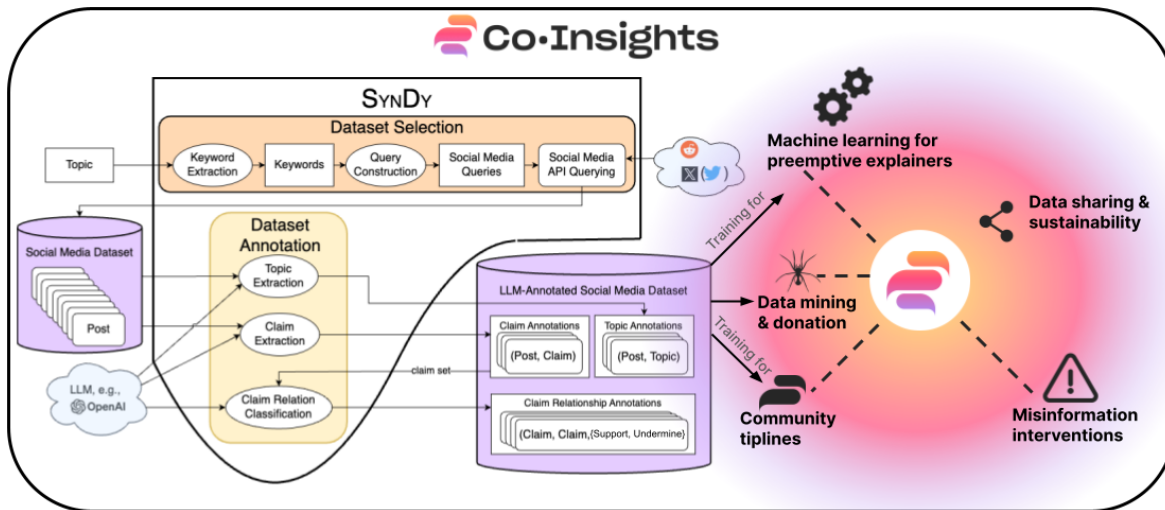 Co·Insights
SYNDY
Dataset Selection
Topic
Keyword
Extraction
Keywords
Query
Construction
Social Media
Queries
Social Media
API Querying
Social Media Dataset
Post
Dataset
Annotation
Topic
Extraction
Claim
Extraction
Claim Relation
Classification
LLM, e.g.,
OpenAI
claim set
LLM-Annotated Social Media Dataset
Claim Annotations
(Post, Claim)
Topic Annotations
(Post, Topic)
Claim Relationship Annotations
(Claim, Claim,{Support, Undermine}
Training for
Training for
Machine learning for
preemptive explainers
Data sharing &
sustainability
Data mining
& donation
Community
tiplines
Misinformation
interventions